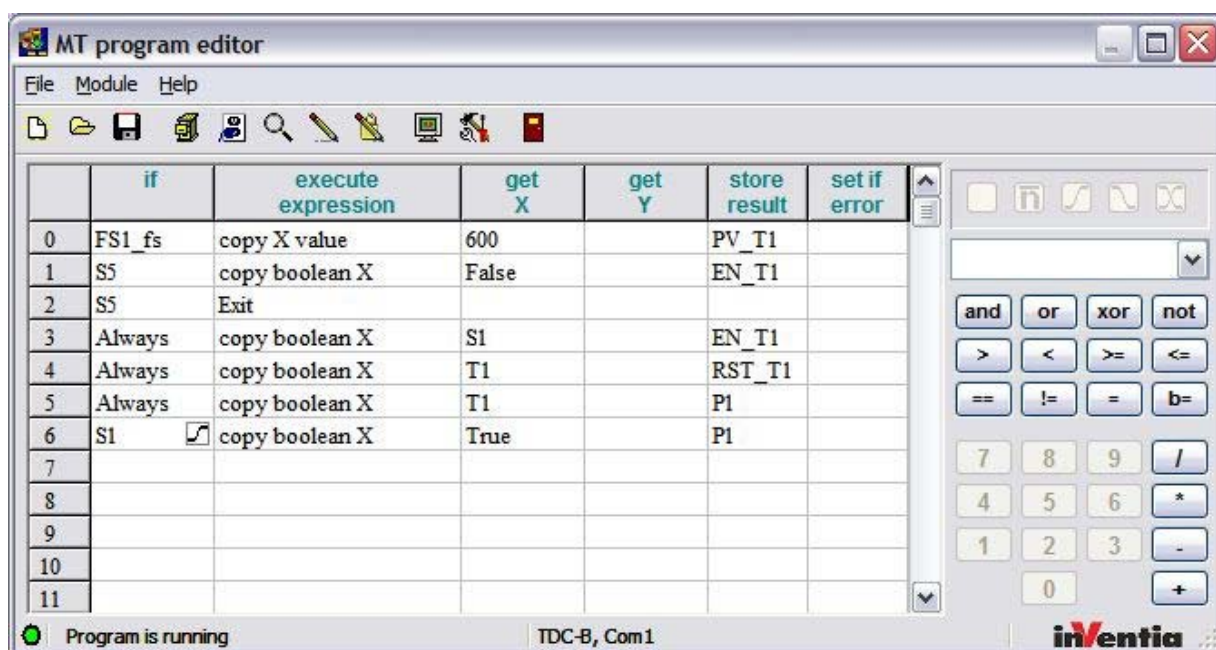 MT program editor
File Module Help
if execute expression get X get Y store result set if error
0 FS1_fs copy X value 600 PV_T1
1 S5 copy boolean X False EN_T1
2 S5 Exit
3 Always copy boolean X S1 EN_T1
4 Always copy boolean X T1 RST_T1
5 Always copy boolean X T1 P1
6 S1 copy boolean X True P1
7
8
9
10
11
n
and or xor not
> < >= <=
== != = b=
7 8 9 /
4 5 6 *
1 2 3 -
0 +
Program is running TDC-B, Com1 inVentia